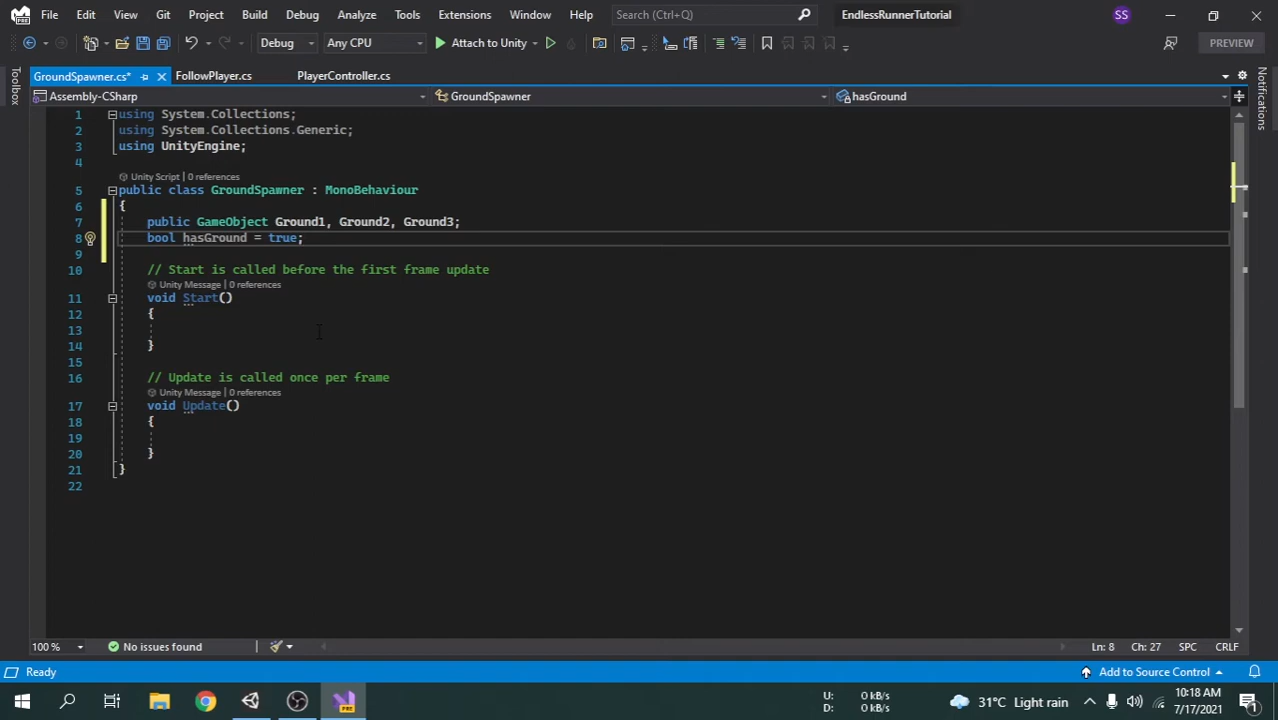 File Edit View Git Project Build Debug Analyze Tools Extensions Window Help Search (Ctrl+Q) EndlessRunnerTutorial SS
Debug Any CPU Attach to Unity PREVIEW
GroundSpawner.cs* FollowPlayer.cs PlayerController.cs
Assembly-CSharp GroundSpawner hasGround
Toolbox
Notifications
1 using System.Collections;
2 using System.Collections.Generic;
3 using UnityEngine;
4
Unity Script | 0 references
5 public class GroundSpawner : MonoBehaviour
6 {
7 public GameObject Ground1, Ground2, Ground3;
8 bool hasGround = true;
9
10 // Start is called before the first frame update
Unity Message | 0 references
11 void Start()
12 {
13
14 }
15
16 // Update is called once per frame
Unity Message | 0 references
17 void Update()
18 {
19
20 }
21 }
22
100 % No issues found Ln: 8 Ch: 27 SPC CRLF
Ready Add to Source Control
PRE U: 0 kB/s 31°C Light rain 10:18 AM
D: 0 kB/s 7/17/2021 1